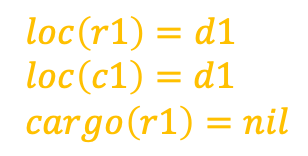 loc(r1) = d1
loc(c1) = d1
cargo(r1) = nil